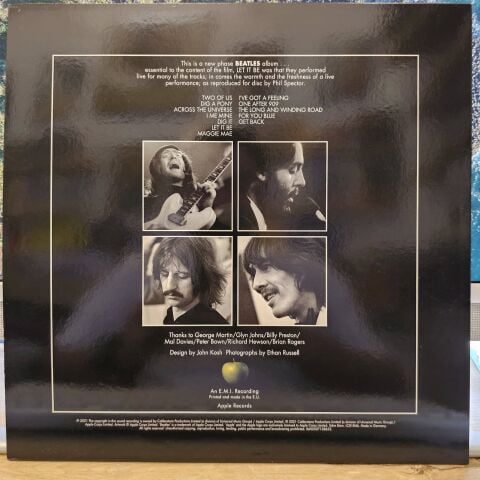 This is a new phase BEATLES album . . .
essential to the content of the film, LET IT BE was that they performed
live for many of the tracks; in comes the warmth and the freshness of a live
performance; as reproduced for disc by Phil Spector.
TWO OF US
DIG A PONY
ACROSS THE UNIVERSE
I ME MINE
DIG IT
LET IT BE
MAGGIE MAE
I'VE GOT A FEELING
ONE AFTER 909
THE LONG AND WINDING ROAD
FOR YOU BLUE
GET BACK
Thanks to George Martin/Glyn Johns/Billy Preston/
Mal Davies/Peter Bown/Richard Hewson/Brian Rogers
Design by John Kosh Photographs by Ethan Russell
An E.M.I. Recording
Printed and made in the E.U.
Apple Records